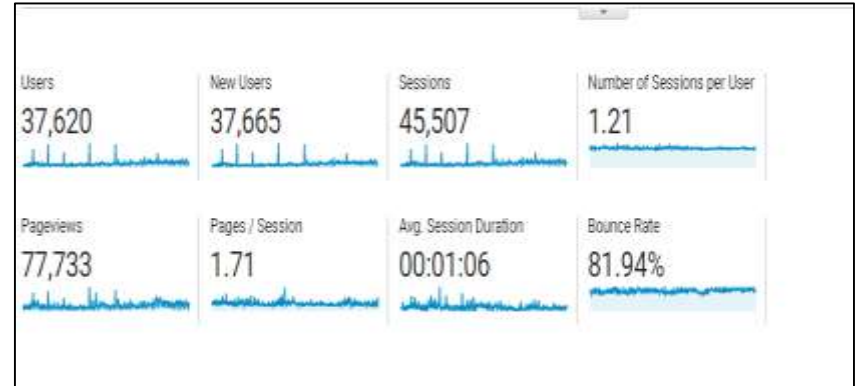 Users
37,620
New Users
37,665
Sessions
45,507
Number of Sessions per User
1.21
Pageviews
77,733
Pages / Session
1.71
Avg. Session Duration
00:01:06
Bounce Rate
81.94%